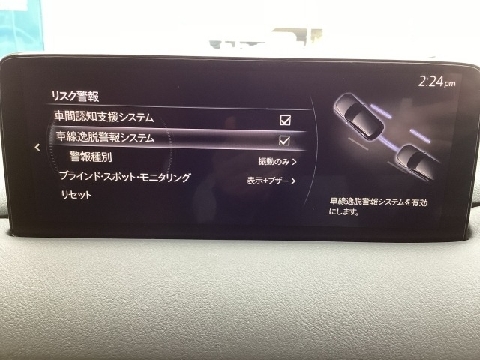 2:24pm
リスク警報
車間認知支援システム
車線逸脱警報システム
警報種別 振動のみ
ブラインド・スポット・モニタリング 表示+ブザー
リセット
車線逸脱警報システムを有効
にします。